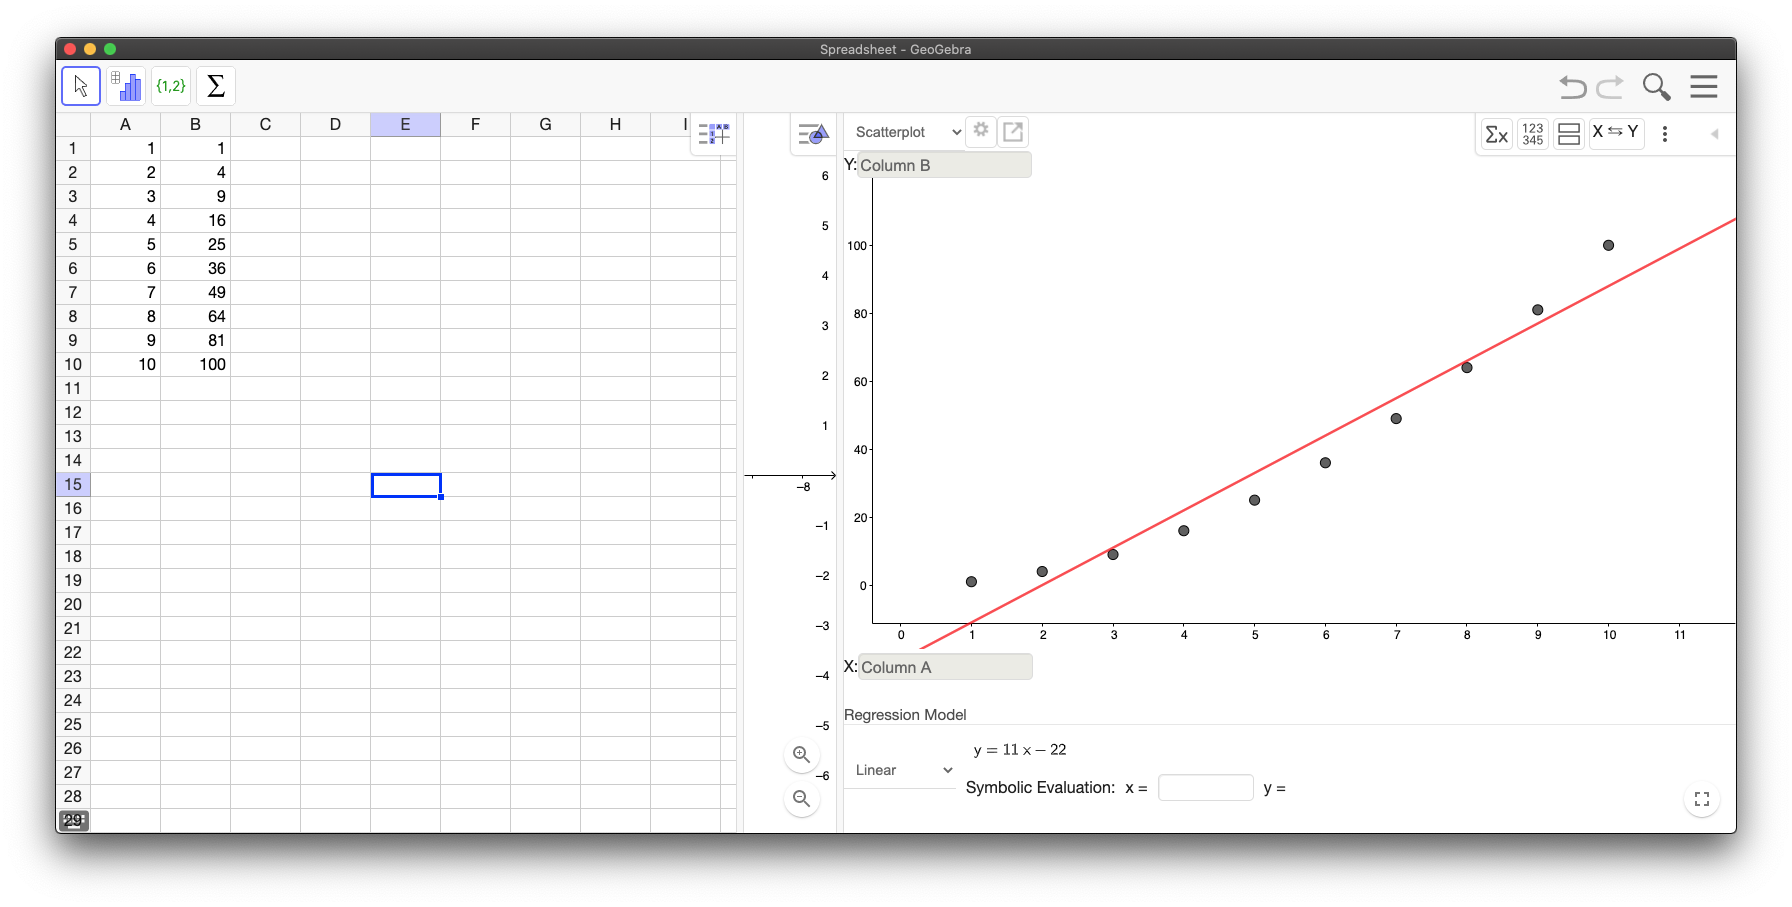 Spreadsheet - GeoGebra
{1,2} Σ
A B C D E F G H I
1 1 1
2 2 4
3 3 9
4 4 16
5 5 25
6 6 36
7 7 49
8 8 64
9 9 81
10 10 100
11
12
13
14
15
16
17
18
19
20
21
22
23
24
25
26
27
28
29
6
5
4
3
2
1
−8
−1
−2
−3
−4
−5
−6
Scatterplot
Σx
123
345
X ⇆ Y
Y: Column B
100
80
60
40
20
0
0 1 2 3 4 5 6 7 8 9 10 11
X: Column A
Regression Model
Linear
y = 11 x − 22
Symbolic Evaluation: x = y =